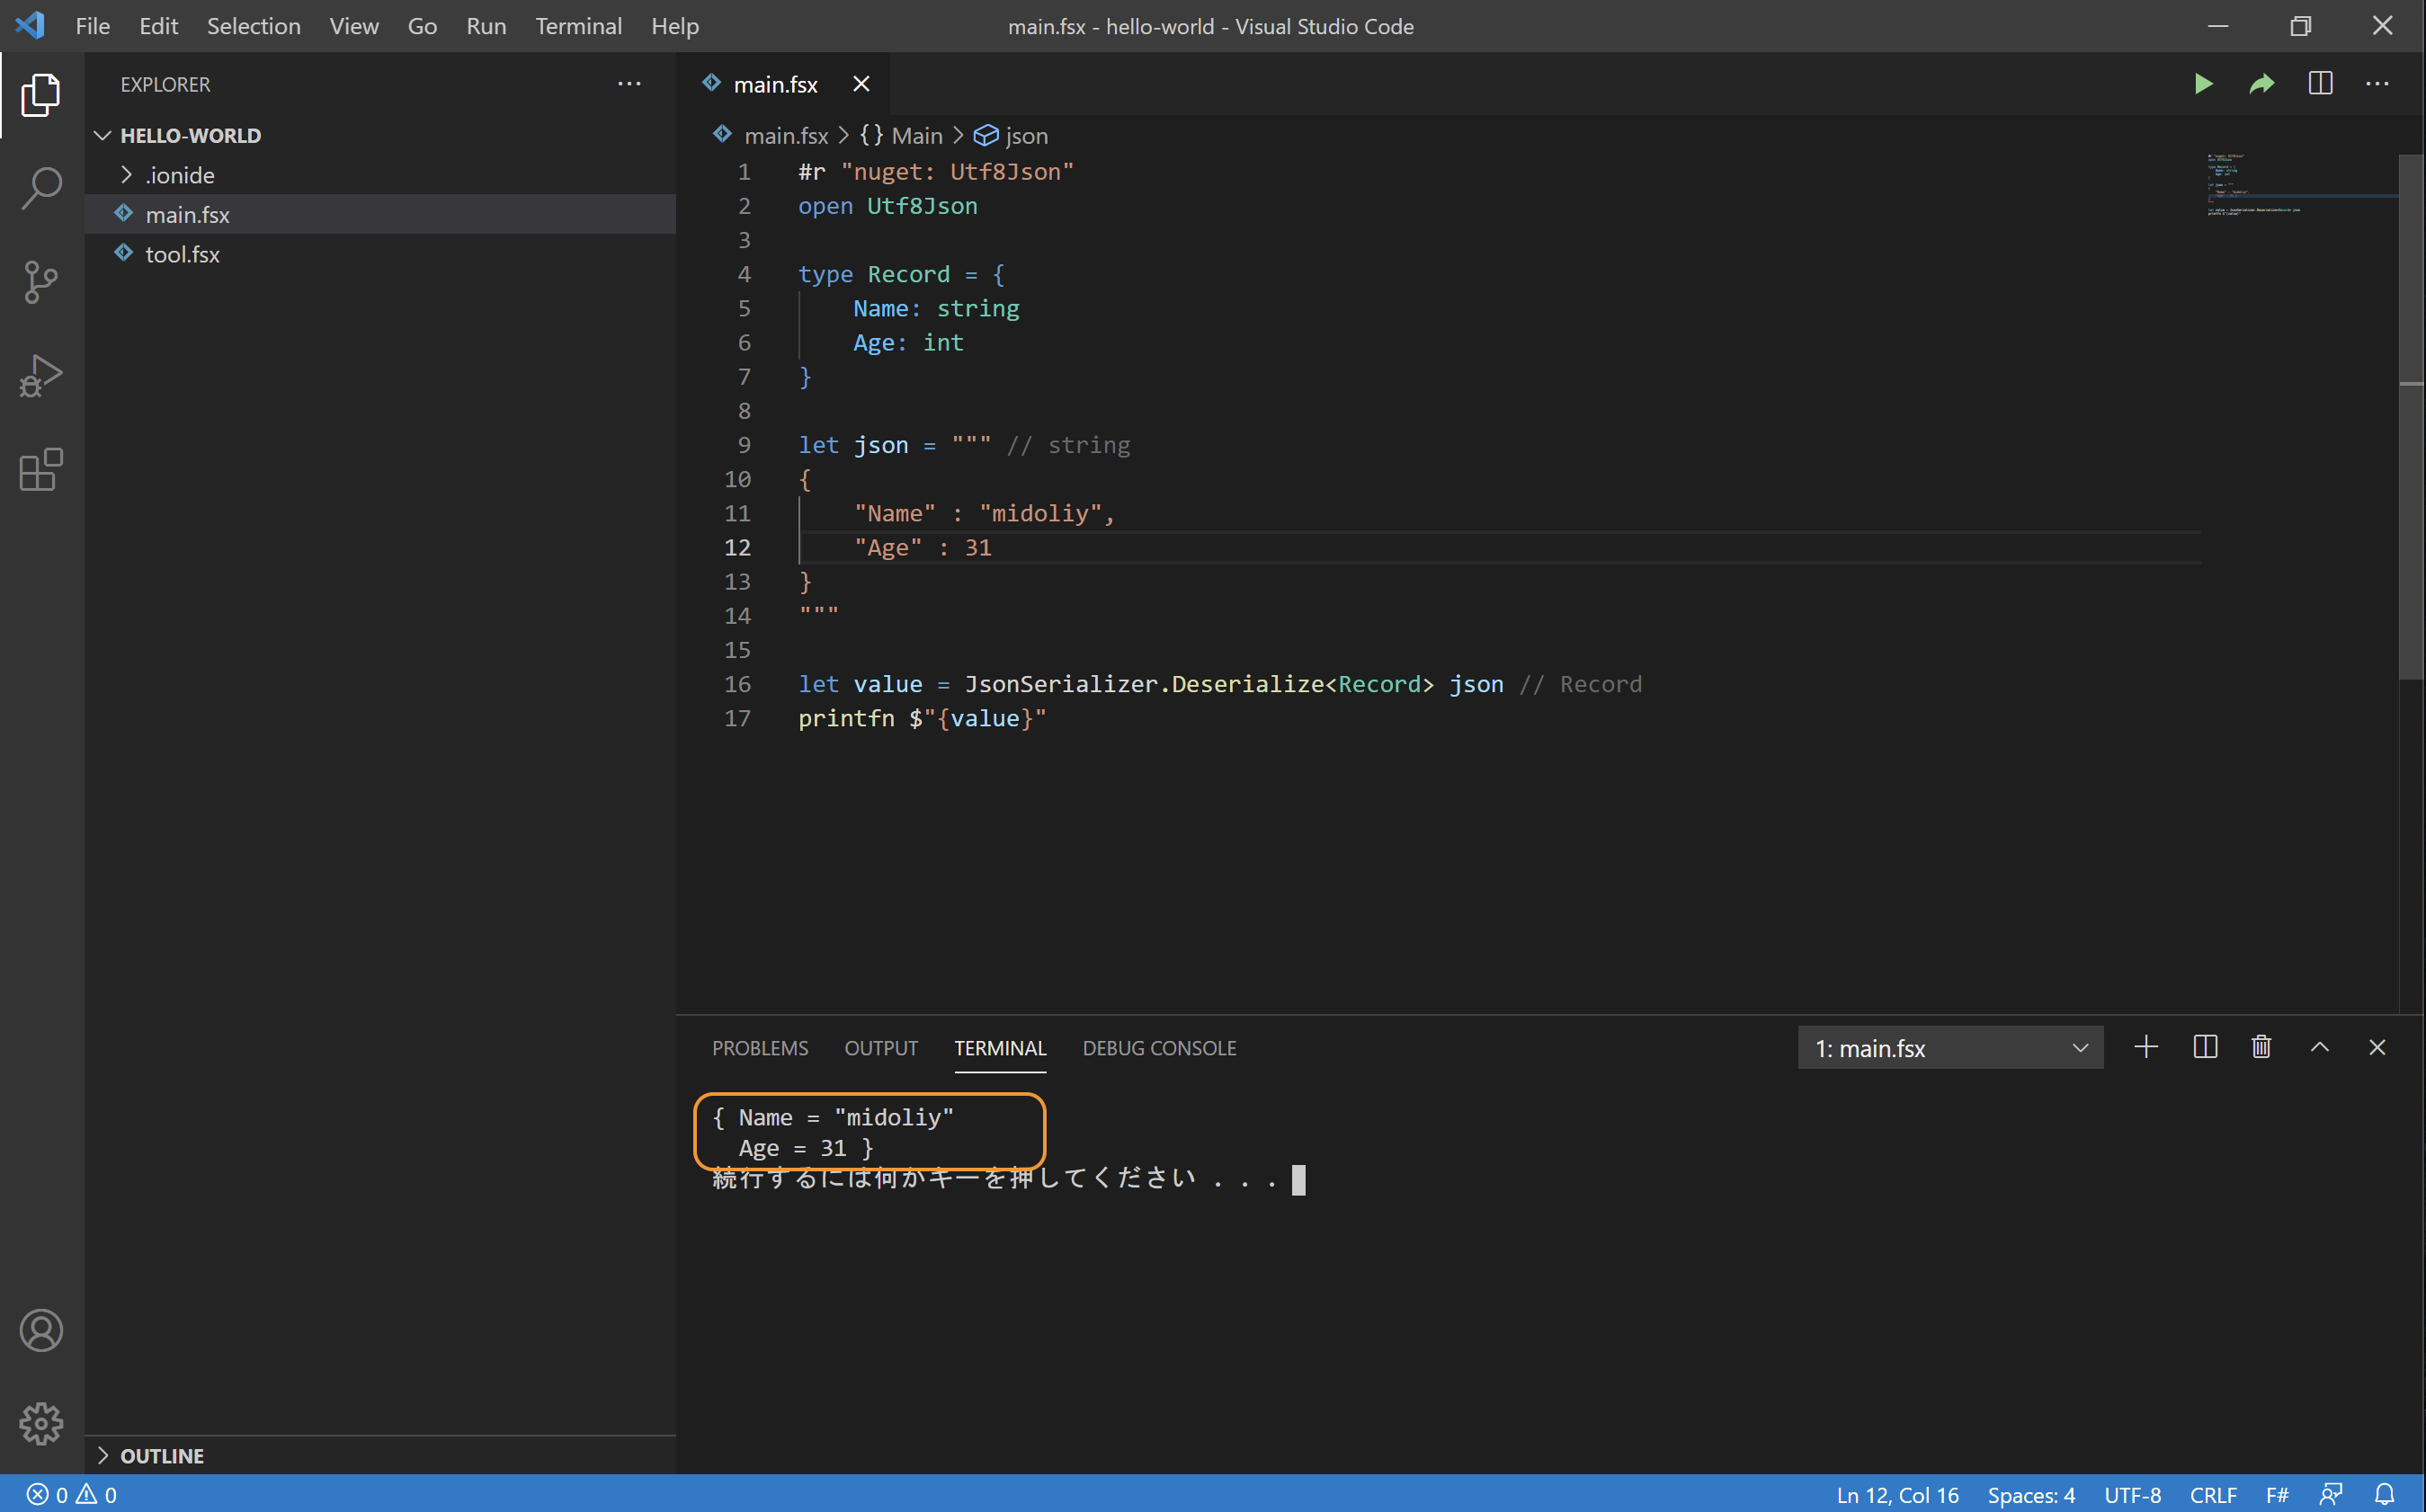 File Edit Selection View Go Run Terminal Help
main.fsx - hello-world - Visual Studio Code
EXPLORER
HELLO-WORLD
.ionide
main.fsx
tool.fsx
OUTLINE
main.fsx
main.fsx > {} Main > json
1 #r "nuget: Utf8Json"
2 open Utf8Json
3
4 type Record = {
5     Name: string
6     Age: int
7 }
8
9 let json = """ // string
10 {
11     "Name" : "midoliy",
12     "Age" : 31
13 }
14 """
15
16 let value = JsonSerializer.Deserialize<Record> json // Record
17 printfn $"{value}"
PROBLEMS OUTPUT TERMINAL DEBUG CONSOLE
1: main.fsx
{ Name = "midoliy"
  Age = 31 }
続行するには何かキーを押してください . . .
0 0
Ln 12, Col 16 Spaces: 4 UTF-8 CRLF F#